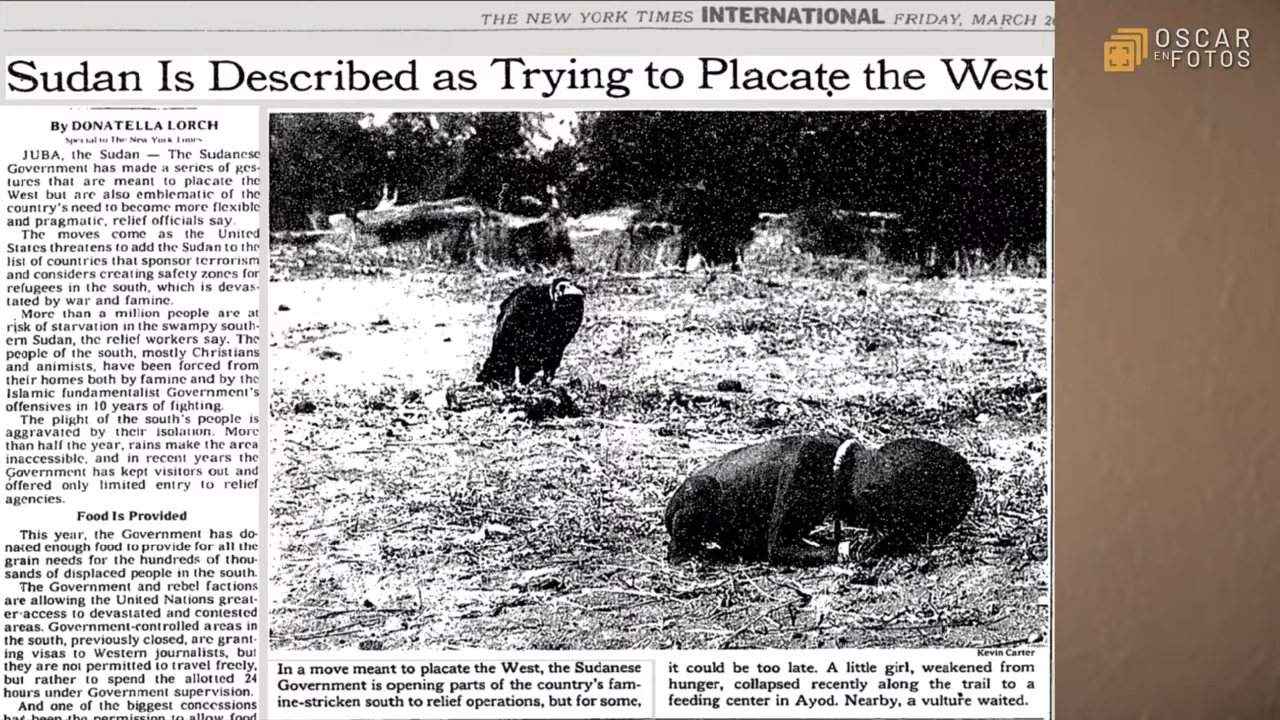 THE NEW YORK TIMES INTERNATIONAL FRIDAY, MARCH
OSCAR
EN FOTOS
Sudan Is Described as Trying to Placate the West
By DONATELLA LORCH
Special to The New York Times
JUBA, the Sudan — The Sudanese
Government has made a series of ges-
tures that are meant to placate the
West but are also emblematic of the
country's need to become more flexible
and pragmatic, relief officials say.
The moves come as the United
States threatens to add the Sudan to the
list of countries that sponsor terrorism
and considers creating safety zones for
refugees in the south, which is devas-
tated by war and famine.
More than a million people are at
risk of starvation in the swampy south-
ern Sudan, the relief workers say. The
people of the south, mostly Christians
and animists, have been forced from
their homes both by famine and by the
Islamic fundamentalist Government's
offensives in 10 years of fighting.
The plight of the south's people is
aggravated by their isolation. More
than half the year, rains make the area
inaccessible, and in recent years the
Government has kept visitors out and
offered only limited entry to relief
agencies.
Food Is Provided
This year, the Government has do-
nated enough food to provide for all the
grain needs for the hundreds of thou-
sands of displaced people in the south.
The Government and rebel factions
are allowing the United Nations great-
er access to devastated and contested
areas. Government-controlled areas in
the south, previously closed, are grant-
ing visas to Western journalists, but
they are not permitted to travel freely,
but rather to spend the allotted 24
hours under Government supervision.
And one of the biggest concessions
has been the permission to allow food
Kevin Carter
In a move meant to placate the West, the Sudanese
Government is opening parts of the country's fam-
ine-stricken south to relief operations, but for some,
it could be too late. A little girl, weakened from
hunger, collapsed recently along the trail to a
feeding center in Ayod. Nearby, a vulture waited.